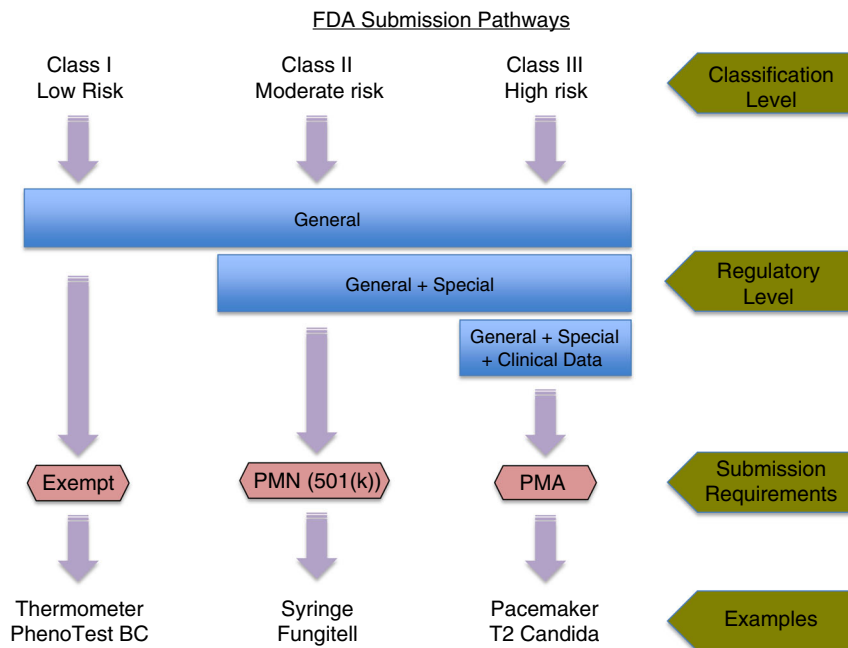 FDA Submission Pathways
Class I
Low Risk
Class II
Moderate risk
Class III
High risk
Classification
Level
General
General + Special
General + Special
+ Clinical Data
Regulatory
Level
Exempt
PMN (501(k))
PMA
Submission
Requirements
Thermometer
PhenoTest BC
Syringe
Fungitell
Pacemaker
T2 Candida
Examples